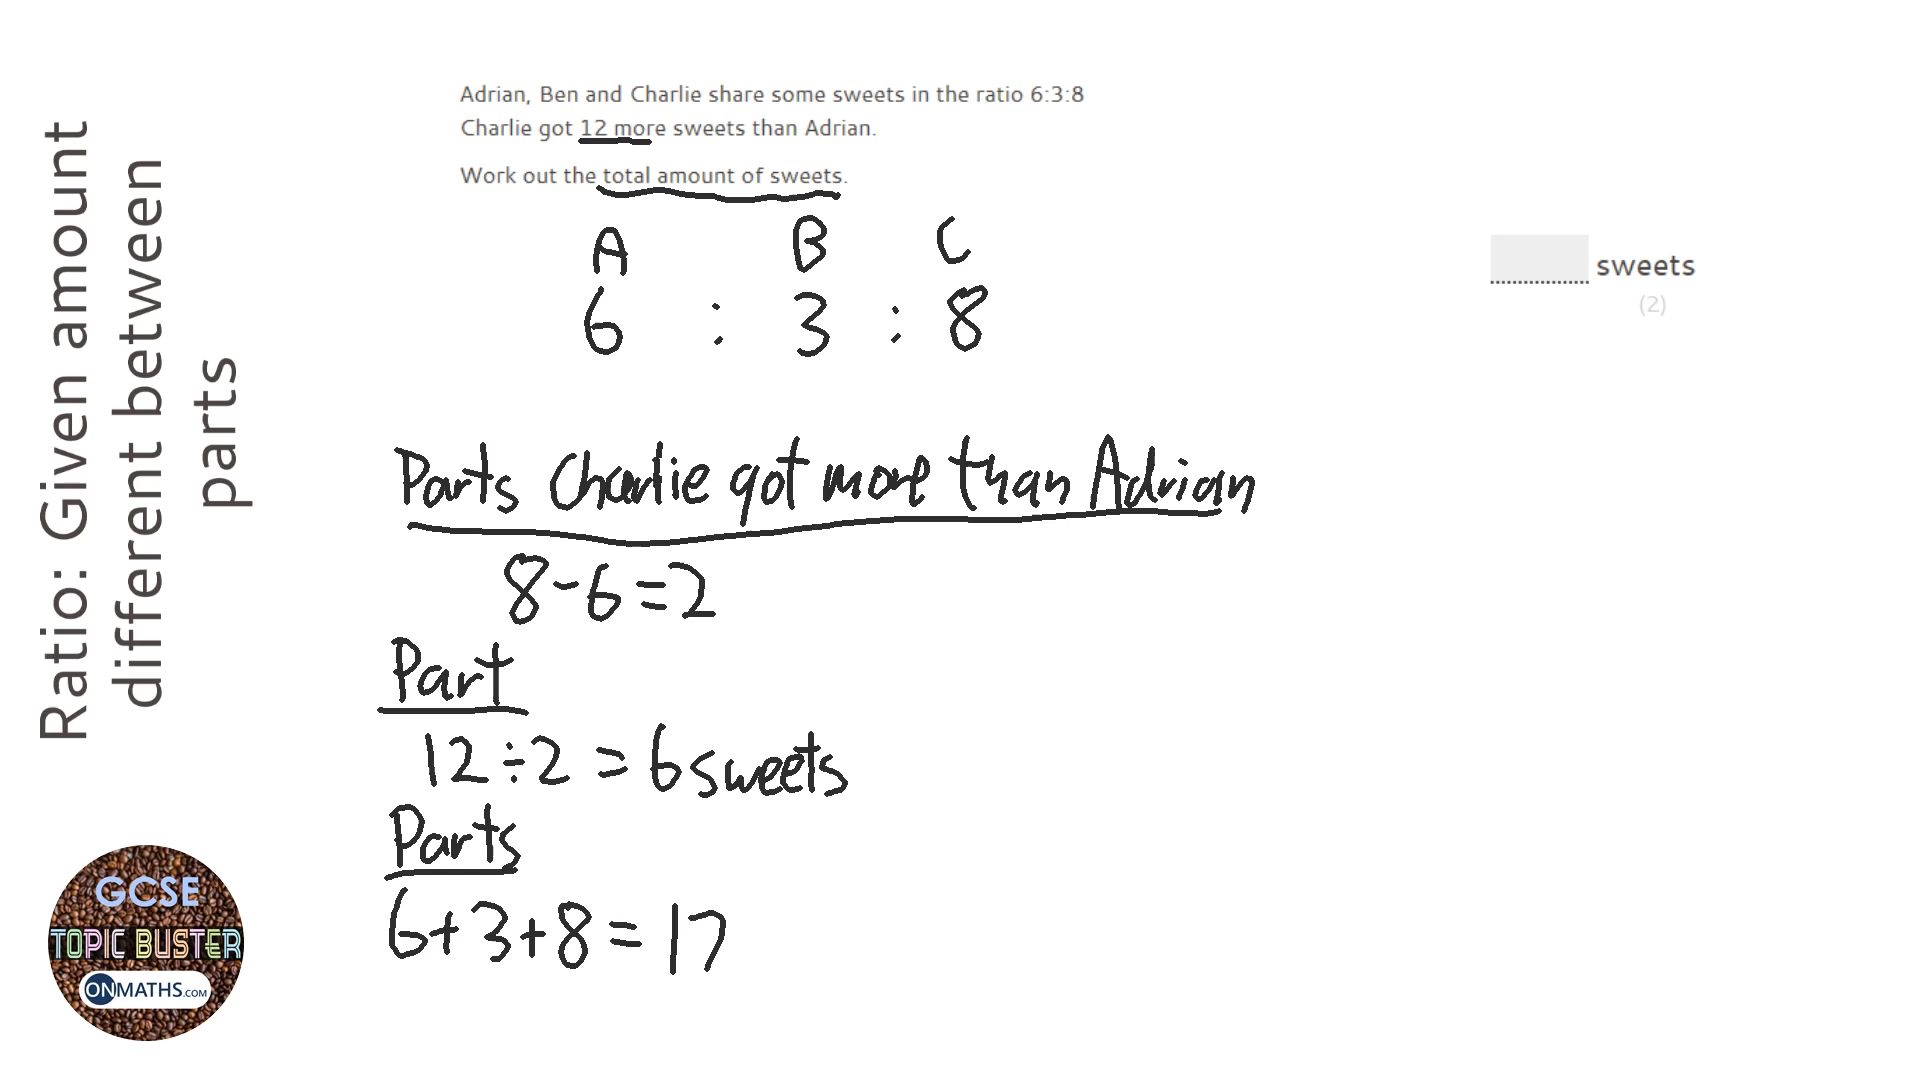 Ratio: Given amount
different between
parts
Adrian, Ben and Charlie share some sweets in the ratio 6:3:8
Charlie got 12 more sweets than Adrian.
Work out the total amount of sweets.
A B C
6 : 3 : 8
sweets
(2)
Parts Charlie got more than Adrian
8-6=2
Part
12÷2 = 6 sweets
Parts
6+3+8 = 17
GCSE
TOPIC BUSTER
ONMATHS.COM